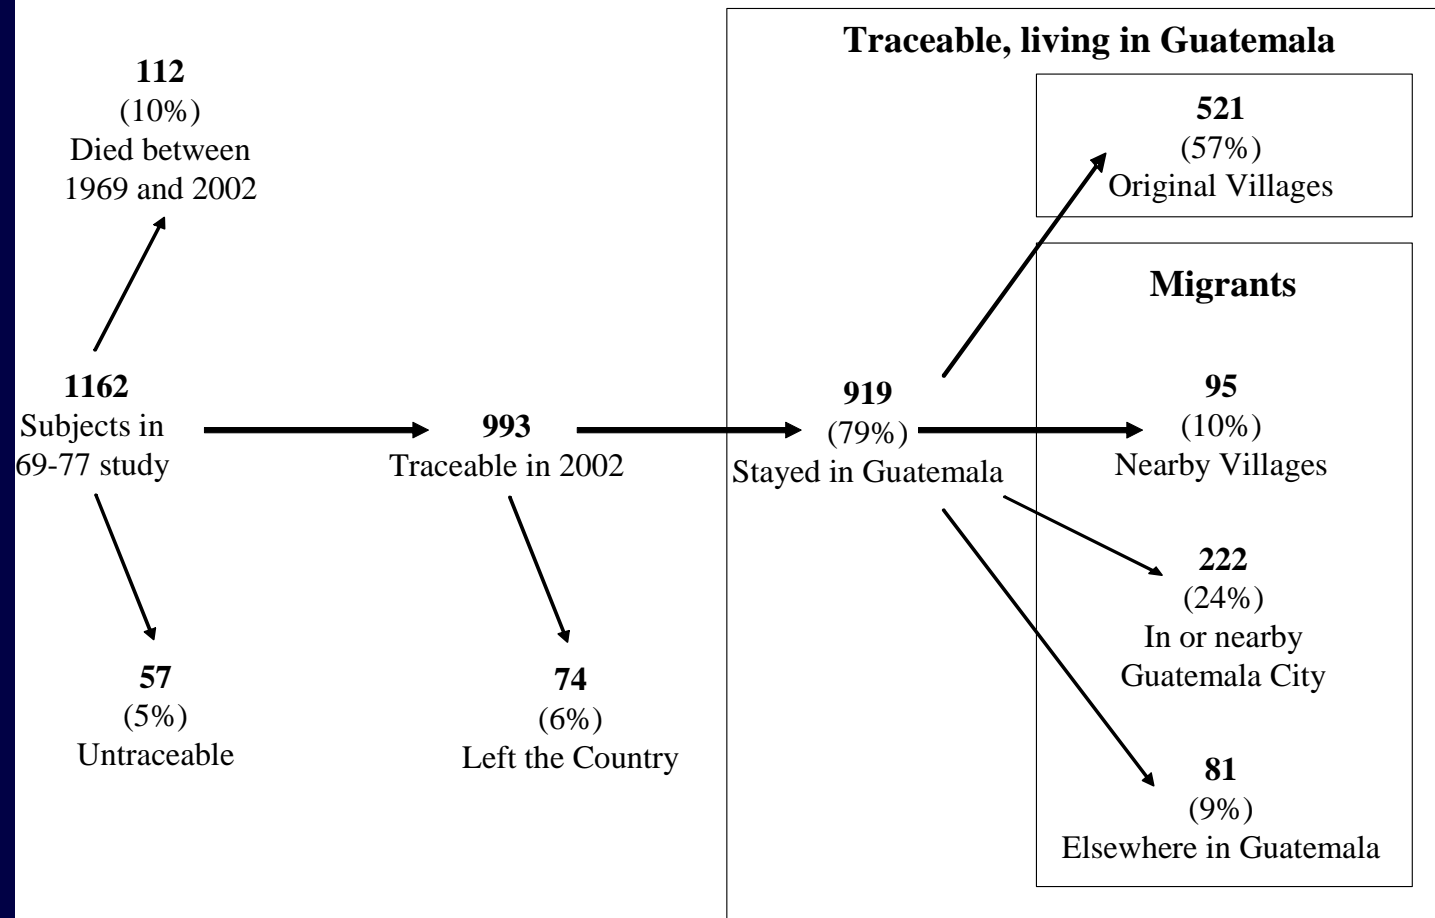 Traceable, living in Guatemala
112
(10%)
Died between
1969 and 2002
521
(57%)
Original Villages
Migrants
1162
Subjects in
69-77 study
993
Traceable in 2002
919
(79%)
Stayed in Guatemala
95
(10%)
Nearby Villages
222
(24%)
In or nearby
Guatemala City
57
(5%)
Untraceable
74
(6%)
Left the Country
81
(9%)
Elsewhere in Guatemala